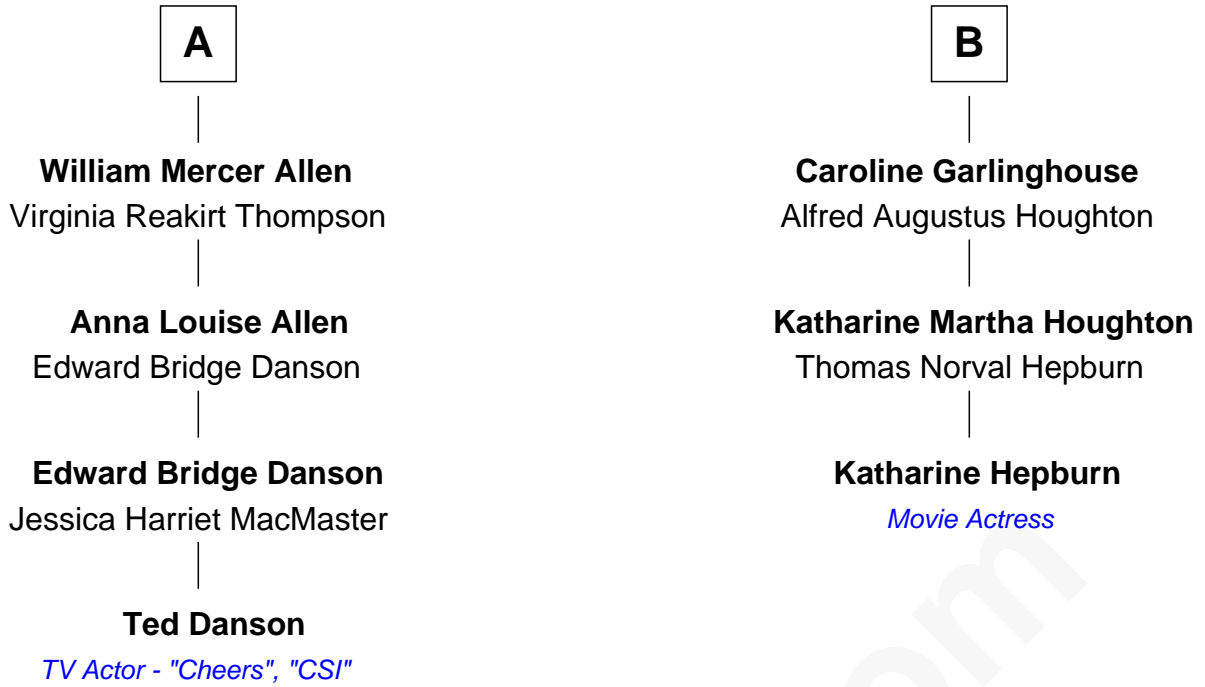 A
William Mercer Allen
Virginia Reakirt Thompson
Anna Louise Allen
Edward Bridge Danson
Edward Bridge Danson
Jessica Harriet MacMaster
Ted Danson
TV Actor - "Cheers", "CSI"
B
Caroline Garlinghouse
Alfred Augustus Houghton
Katharine Martha Houghton
Thomas Norval Hepburn
Katharine Hepburn
Movie Actress
om